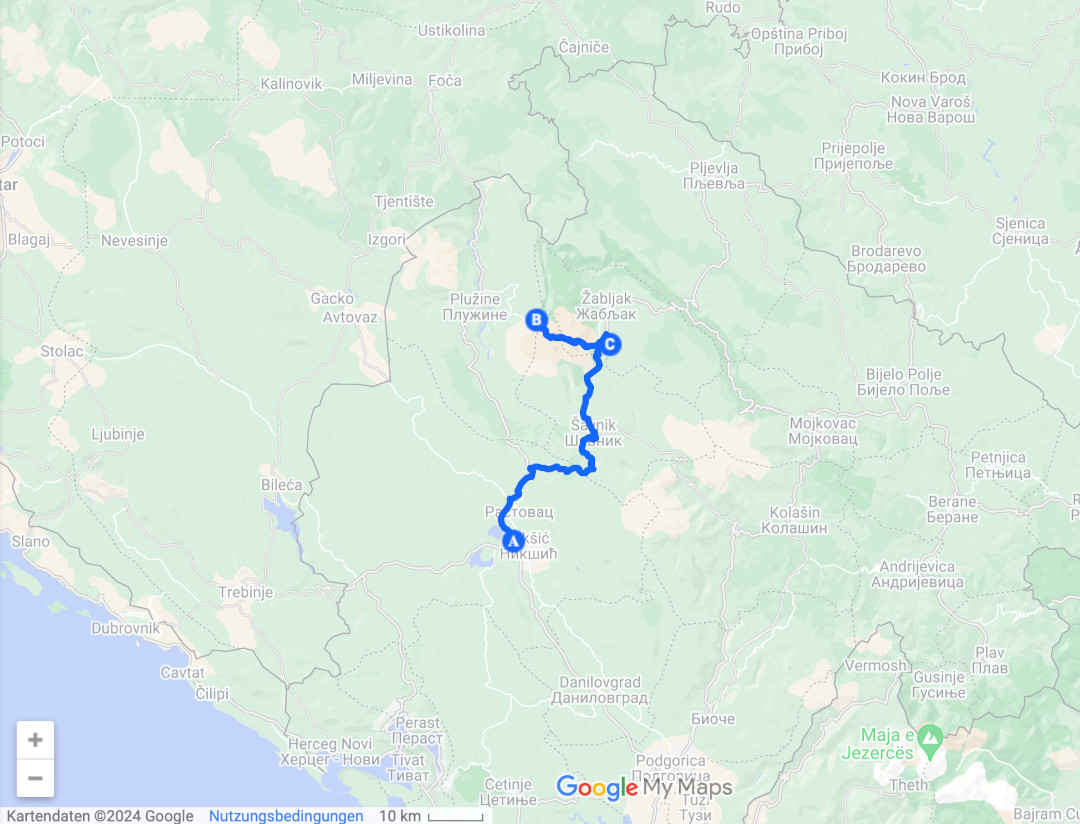 Rudo
Ustikolina
Opština Priboj
Прибој
Čajniče
Kalinovik
Miljevina
Foča
Кокин Брод
Nova Varoš
Нова Варош
Potoci
Prijepolje
Пријепоље
Pljevlja
Пљевља
tar
Tjentište
Blagaj
Nevesinje
Izgori
Sjenica
Сјеница
Brodarevo
Бродарево
Gacko
Avtovaz
Plužine
Плужине
Žabljak
Жабљак
B
C
Stolac
Bijelo Polje
Бијело Поље
Ljubinje
Mojkovac
Мојковац
Petnjica
Петњица
Bileća
Растовац
Berane
Беране
Kolašin
Колашин
A
kšić
Никшић
Slano
Andrijevica
Андријевица
Trebinje
Dubrovnik
Cavtat
Čilipi
Vermosh
Plav
Плав
Gusinje
Гусиње
Danilovgrad
Даниловград
Perast
Пераст
Биоче
Maja e
Jezercës
Herceg Novi
Херцег - Нови
Tivat
Тиват
Podgorica
Подгорица
Theth
Cetinje
Цетиње
Google My Maps
Tuzi
Тузи
+
−
Kartendaten ©2024 Google
Nutzungsbedingungen
10 km
Bajram Cu